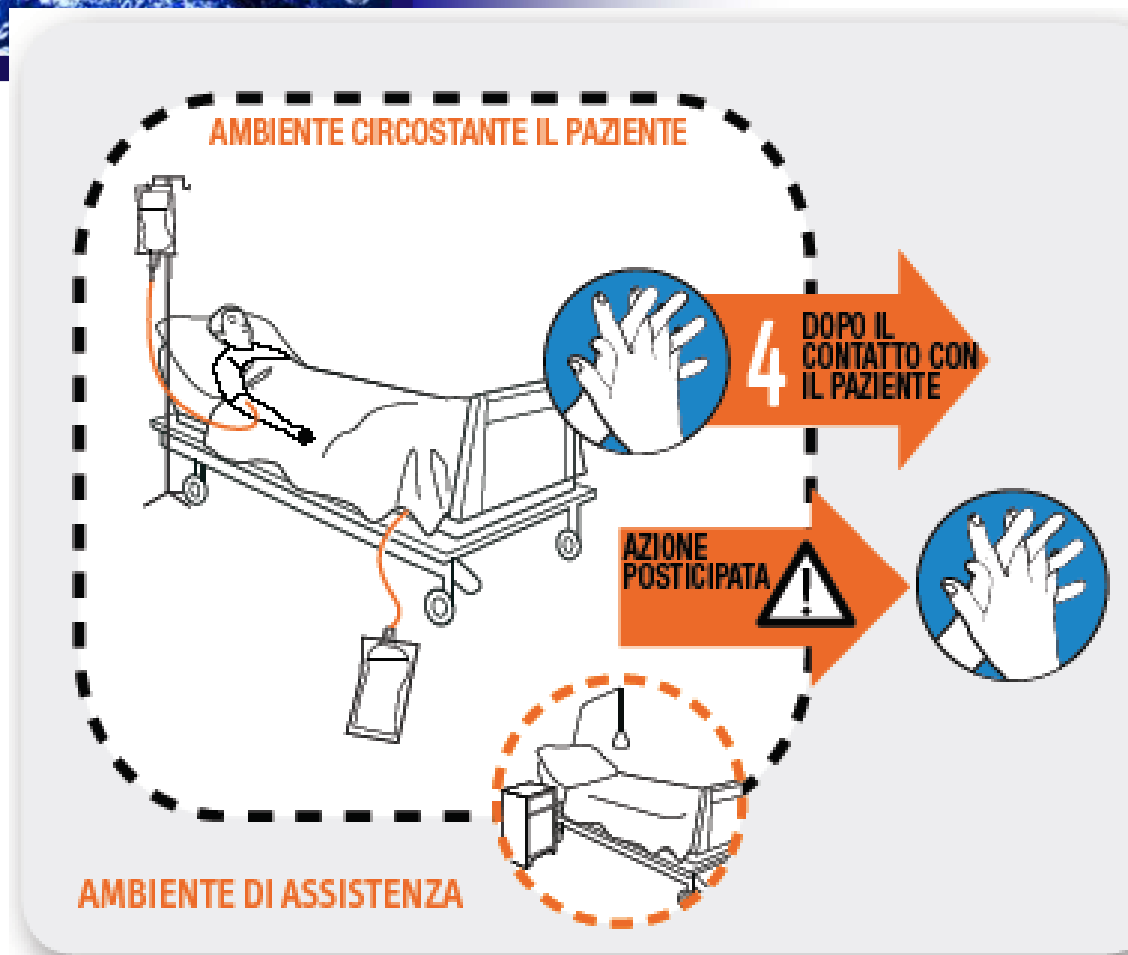 AMBIENTE CIRCOSTANTE IL PAZIENTE
4
DOPO IL
CONTATTO CON
IL PAZIENTE
AZIONE
POSTICIPATA
!
AMBIENTE DI ASSISTENZA